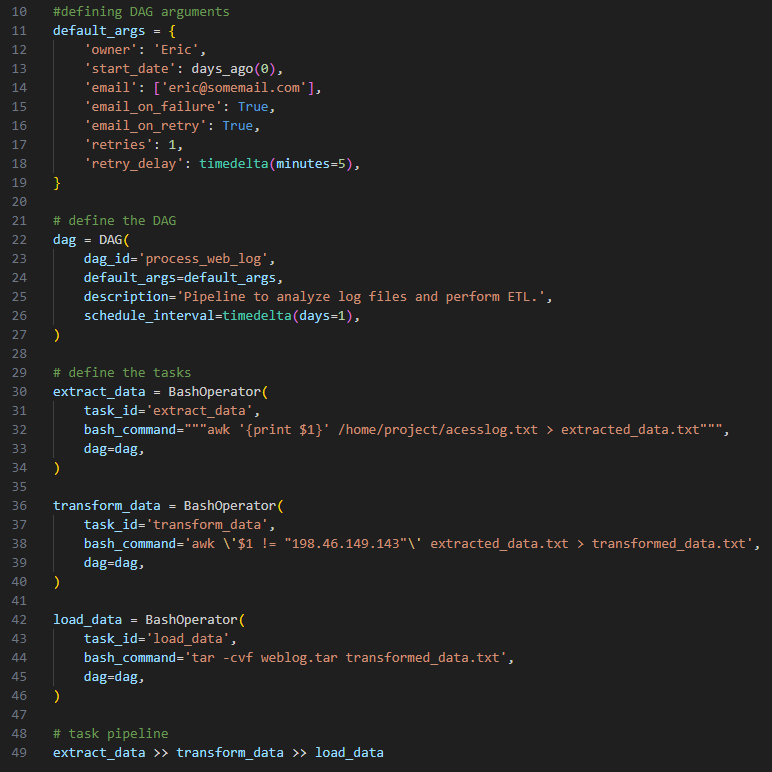 10 #defining DAG arguments
11 default_args = {
12     'owner': 'Eric',
13     'start_date': days_ago(0),
14     'email': ['eric@somemail.com'],
15     'email_on_failure': True,
16     'email_on_retry': True,
17     'retries': 1,
18     'retry_delay': timedelta(minutes=5),
19 }
20
21 # define the DAG
22 dag = DAG(
23     dag_id='process_web_log',
24     default_args=default_args,
25     description='Pipeline to analyze log files and perform ETL.',
26     schedule_interval=timedelta(days=1),
27 )
28
29 # define the tasks
30 extract_data = BashOperator(
31     task_id='extract_data',
32     bash_command="""awk '{print $1}' /home/project/acesslog.txt > extracted_data.txt""",
33     dag=dag,
34 )
35
36 transform_data = BashOperator(
37     task_id='transform_data',
38     bash_command='awk \'$1 != "198.46.149.143"\' extracted_data.txt > transformed_data.txt',
39     dag=dag,
40 )
41
42 load_data = BashOperator(
43     task_id='load_data',
44     bash_command='tar -cvf weblog.tar transformed_data.txt',
45     dag=dag,
46 )
47
48 # task pipeline
49 extract_data >> transform_data >> load_data